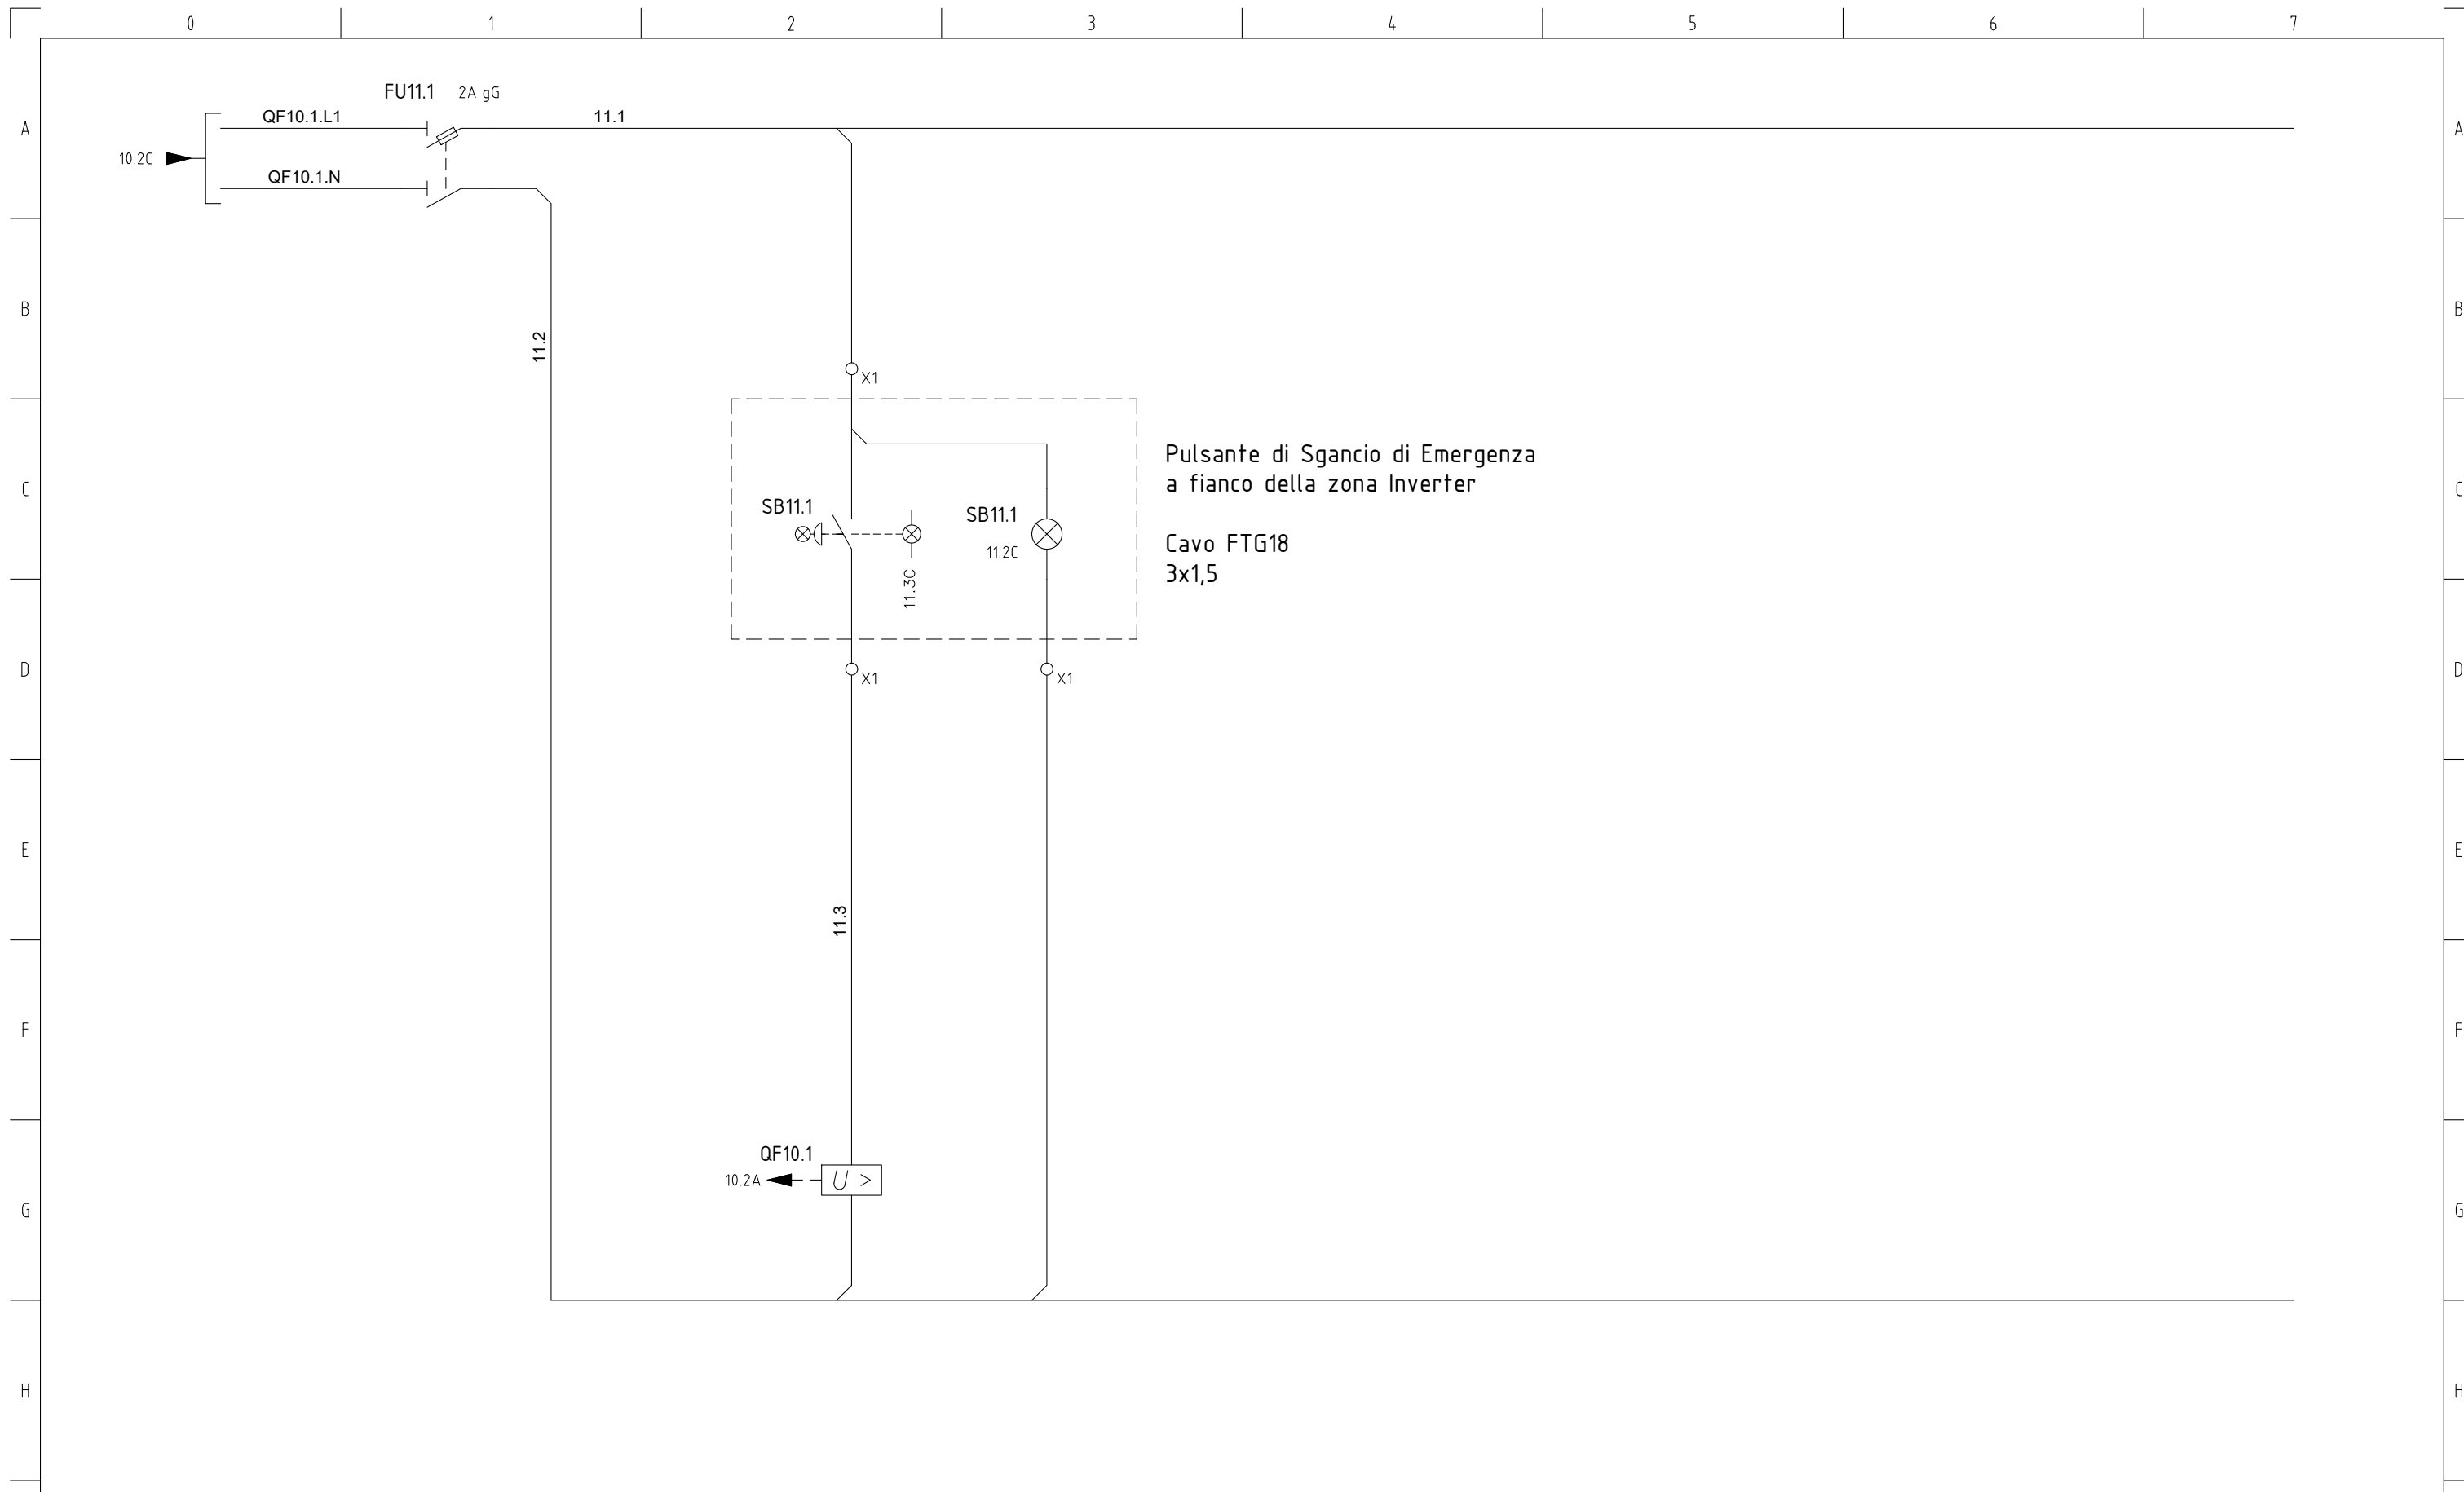 0 1 2 3 4 5 6 7
FU11.1 2A gG
QF10.1.L1 11.1
A A
10.2C
QF10.1.N
B B
11.2
X1
Pulsante di Sgancio di Emergenza
a fianco della zona Inverter
C C
SB11.1 SB11.1
11.2C
Cavo FTG18
3x1,5
11.3C
D D
X1 X1
E E
11.3
F F
QF10.1
10.2A U >
G G
H H